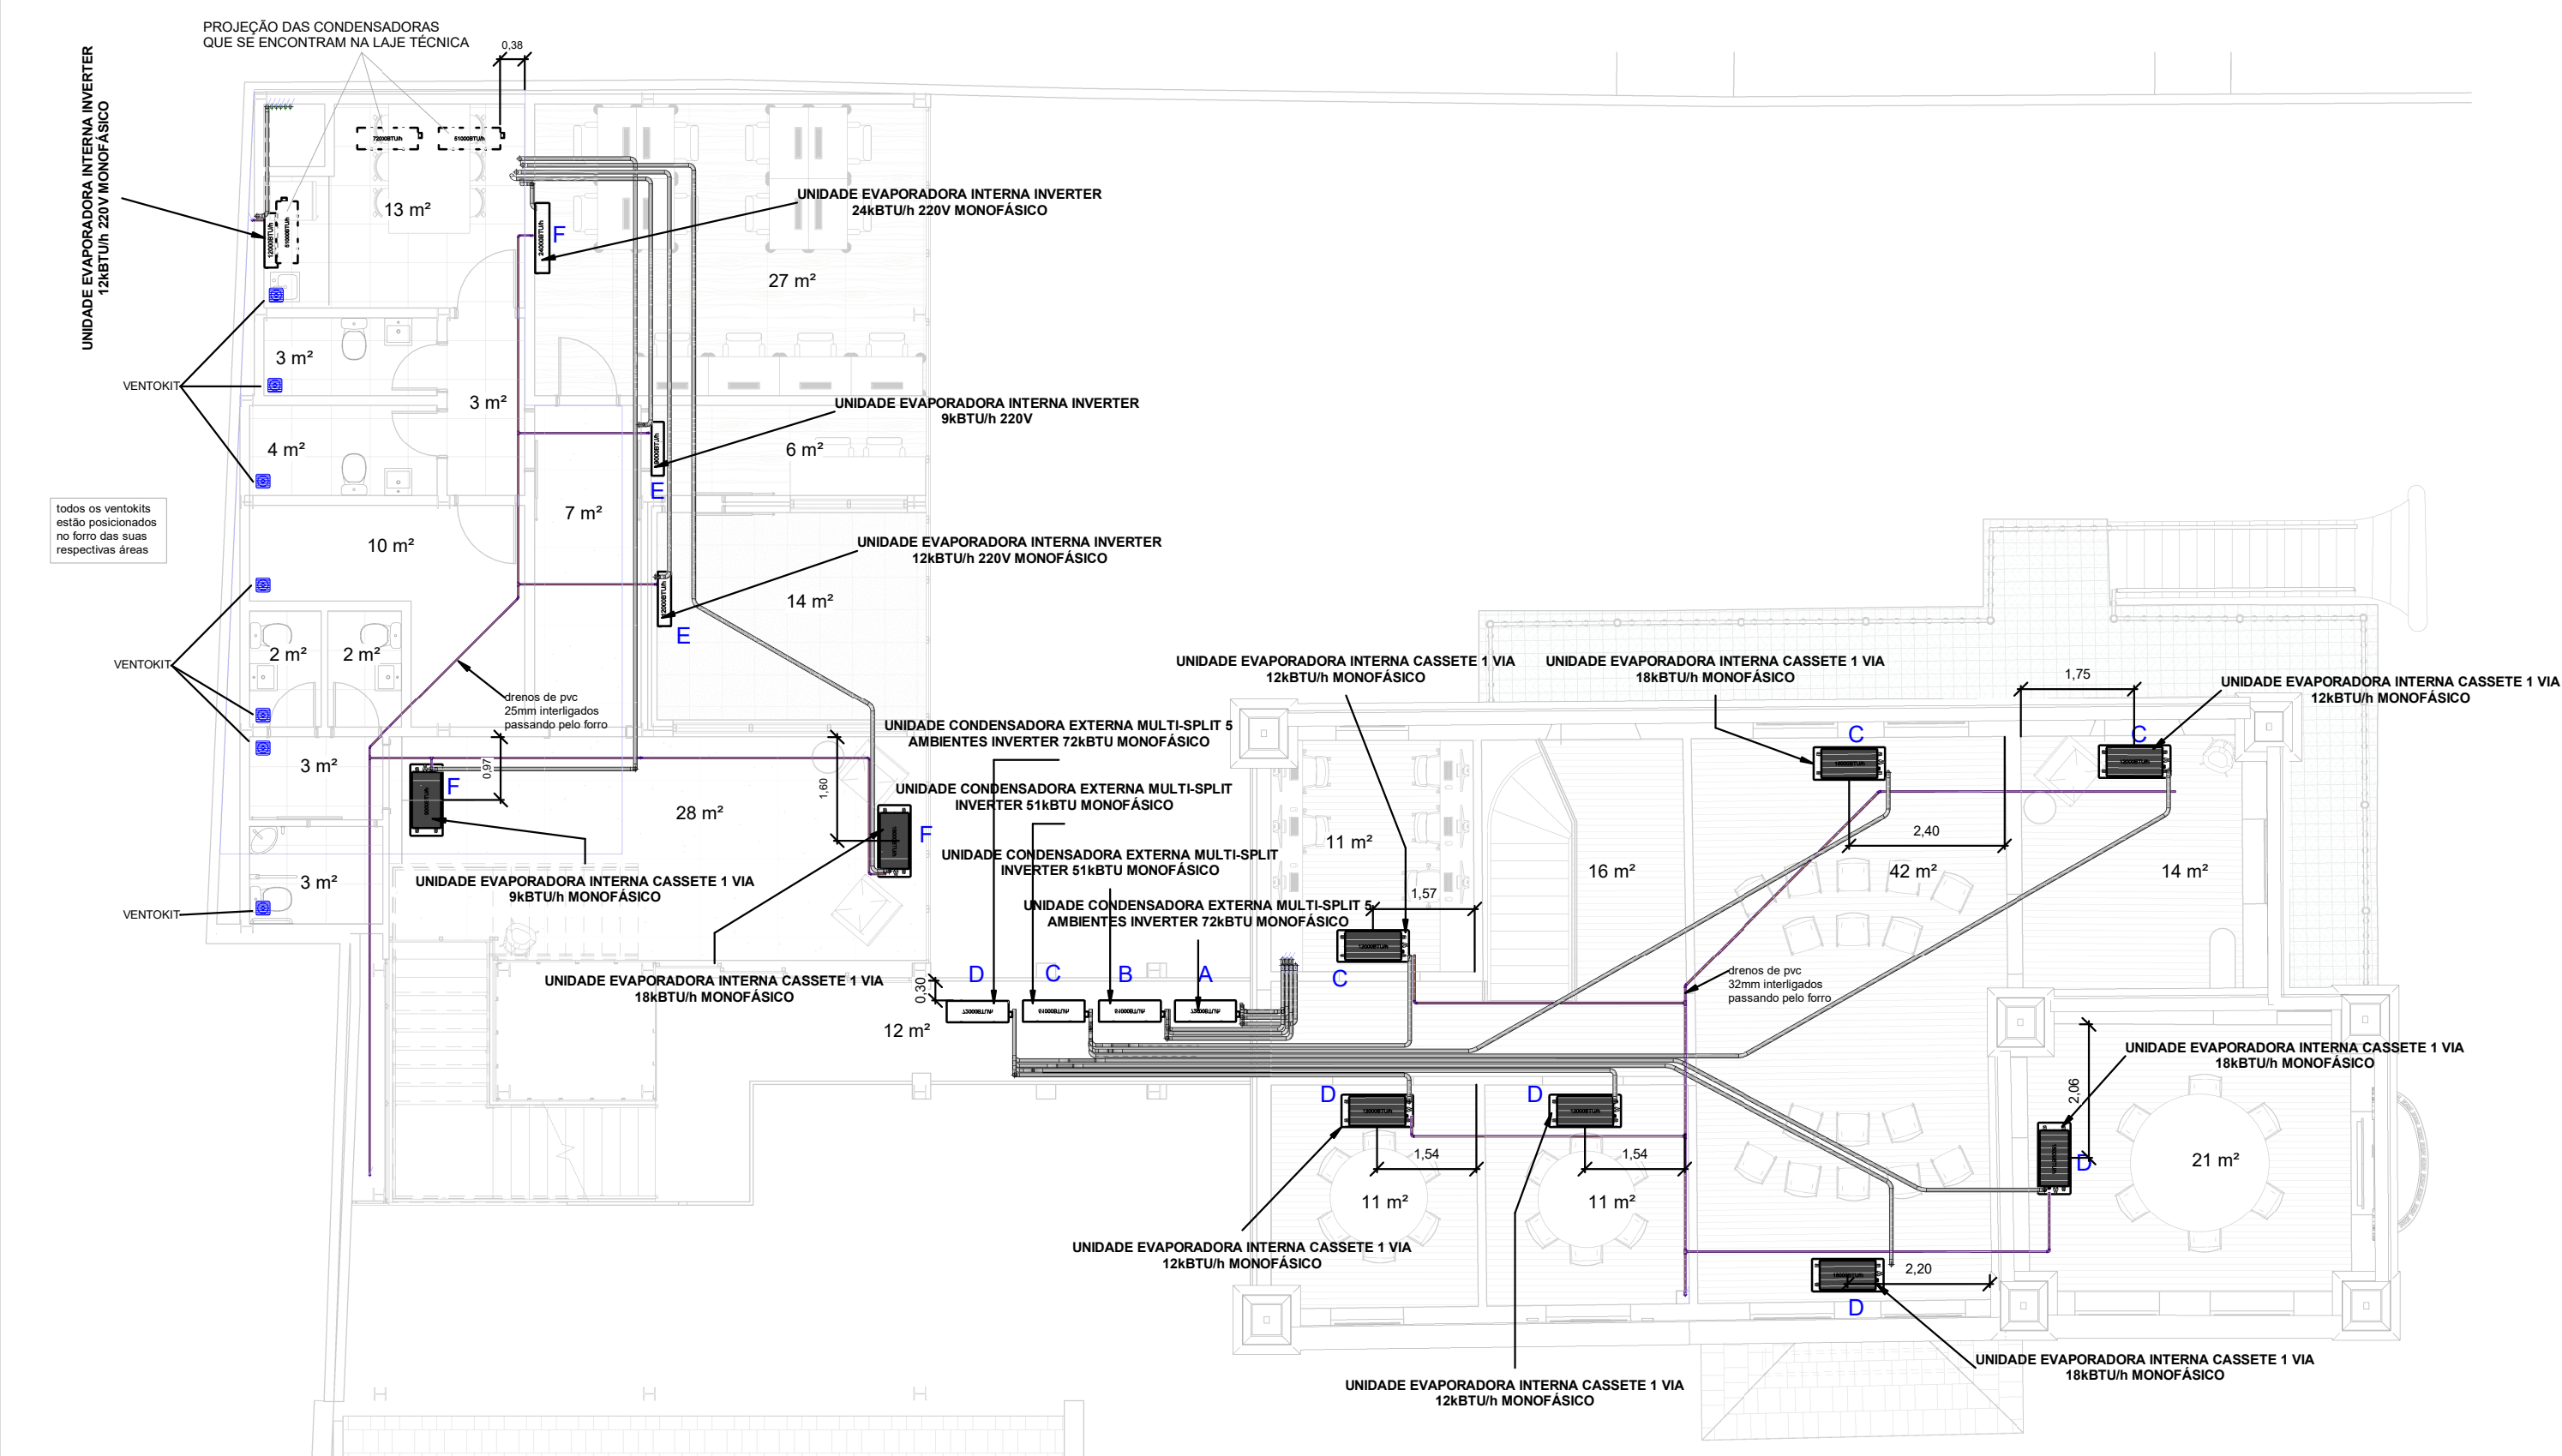 PROJEÇÃO DAS CONDENSADORAS
QUE SE ENCONTRAM NA LAJE TÉCNICA
0,38
UNIDADE EVAPORADORA INTERNA INVERTER
12kBTU/h 220V MONOFÁSICO
72000BTU/h
51000BTU/h
13 m²
12000BTU/h
51000BTU/h
24000BTU/h
F
UNIDADE EVAPORADORA INTERNA INVERTER
24kBTU/h 220V MONOFÁSICO
27 m²
3 m²
VENTOKIT
3 m²
UNIDADE EVAPORADORA INTERNA INVERTER
9kBTU/h 220V
4 m²
6 m²
E
todos os ventokits
estão posicionados
no forro das suas
respectivas áreas
7 m²
10 m²
UNIDADE EVAPORADORA INTERNA INVERTER
12kBTU/h 220V MONOFÁSICO
14 m²
E
2 m²
2 m²
VENTOKIT
drenos de pvc
25mm interligados
passando pelo forro
3 m²
0,97
F
28 m²
1,60
F
3 m²
VENTOKIT
UNIDADE EVAPORADORA INTERNA CASSETE 1 VIA
9kBTU/h MONOFÁSICO
UNIDADE EVAPORADORA INTERNA CASSETE 1 VIA
18kBTU/h MONOFÁSICO
UNIDADE CONDENSADORA EXTERNA MULTI-SPLIT 5
AMBIENTES INVERTER 72kBTU MONOFÁSICO
UNIDADE CONDENSADORA EXTERNA MULTI-SPLIT
INVERTER 51kBTU MONOFÁSICO
UNIDADE CONDENSADORA EXTERNA MULTI-SPLIT
INVERTER 51kBTU MONOFÁSICO
UNIDADE CONDENSADORA EXTERNA MULTI-SPLIT 5
AMBIENTES INVERTER 72kBTU MONOFÁSICO
0,30
D
C
B
A
72000BTU/h
51000BTU/h
51000BTU/h
72000BTU/h
12 m²
UNIDADE EVAPORADORA INTERNA CASSETE 1 VIA
12kBTU/h MONOFÁSICO
UNIDADE EVAPORADORA INTERNA CASSETE 1 VIA
18kBTU/h MONOFÁSICO
1,75
UNIDADE EVAPORADORA INTERNA CASSETE 1 VIA
12kBTU/h MONOFÁSICO
C
C
11 m²
2,40
16 m²
42 m²
14 m²
1,57
C
drenos de pvc
32mm interligados
passando pelo forro
UNIDADE EVAPORADORA INTERNA CASSETE 1 VIA
18kBTU/h MONOFÁSICO
2,06
D
D
1,54
1,54
D
21 m²
11 m²
11 m²
UNIDADE EVAPORADORA INTERNA CASSETE 1 VIA
12kBTU/h MONOFÁSICO
2,20
D
UNIDADE EVAPORADORA INTERNA CASSETE 1 VIA
18kBTU/h MONOFÁSICO
UNIDADE EVAPORADORA INTERNA CASSETE 1 VIA
12kBTU/h MONOFÁSICO